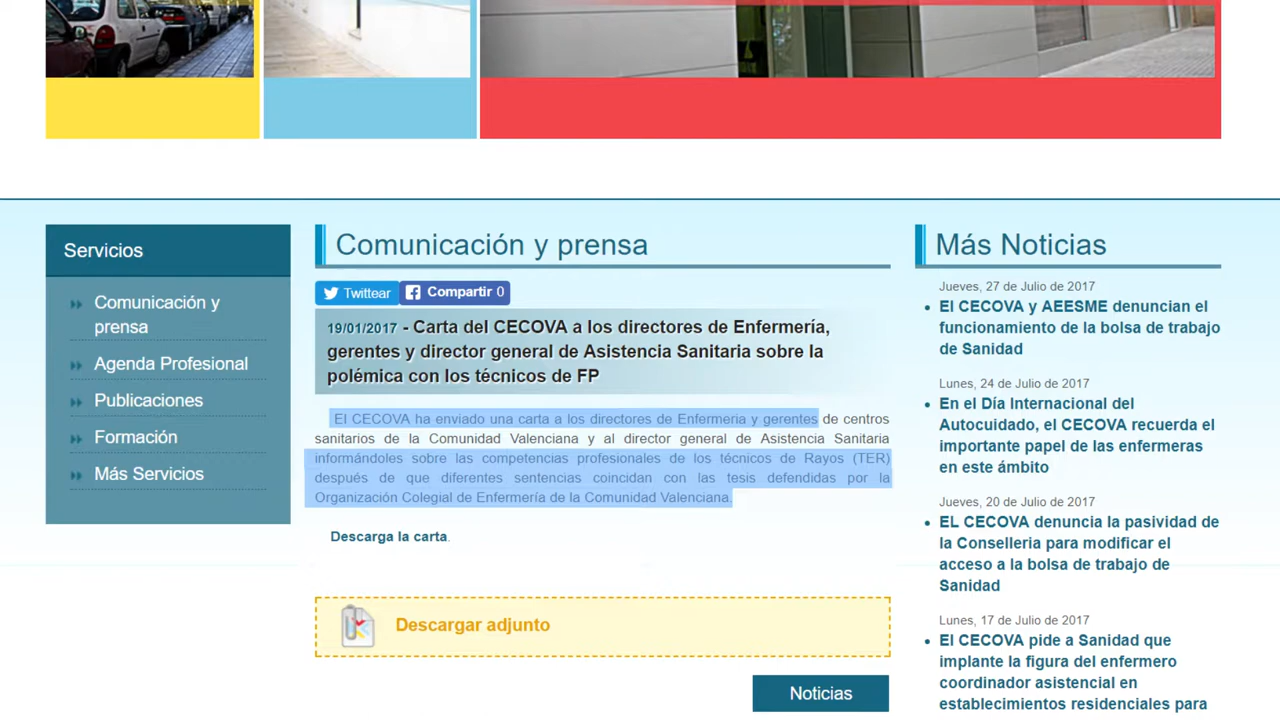 Servicios
Comunicación y
prensa
Agenda Profesional
Publicaciones
Formación
Más Servicios
Comunicación y prensa
Twittear
Compartir 0
19/01/2017 - Carta del CECOVA a los directores de Enfermería,
gerentes y director general de Asistencia Sanitaria sobre la
polémica con los técnicos de FP
El CECOVA ha enviado una carta a los directores de Enfermeria y gerentes de centros
sanitarios de la Comunidad Valenciana y al director general de Asistencia Sanitaria
informándoles sobre las competencias profesionales de los técnicos de Rayos (TER)
después de que diferentes sentencias coincidan con las tesis defendidas por la
Organización Colegial de Enfermería de la Comunidad Valenciana.
Descarga la carta.
Descargar adjunto
Noticias
Más Noticias
Jueves, 27 de Julio de 2017
El CECOVA y AEESME denuncian el
funcionamiento de la bolsa de trabajo
de Sanidad
Lunes, 24 de Julio de 2017
En el Día Internacional del
Autocuidado, el CECOVA recuerda el
importante papel de las enfermeras
en este ámbito
Jueves, 20 de Julio de 2017
EL CECOVA denuncia la pasividad de
la Conselleria para modificar el
acceso a la bolsa de trabajo de
Sanidad
Lunes, 17 de Julio de 2017
El CECOVA pide a Sanidad que
implante la figura del enfermero
coordinador asistencial en
establecimientos residenciales para